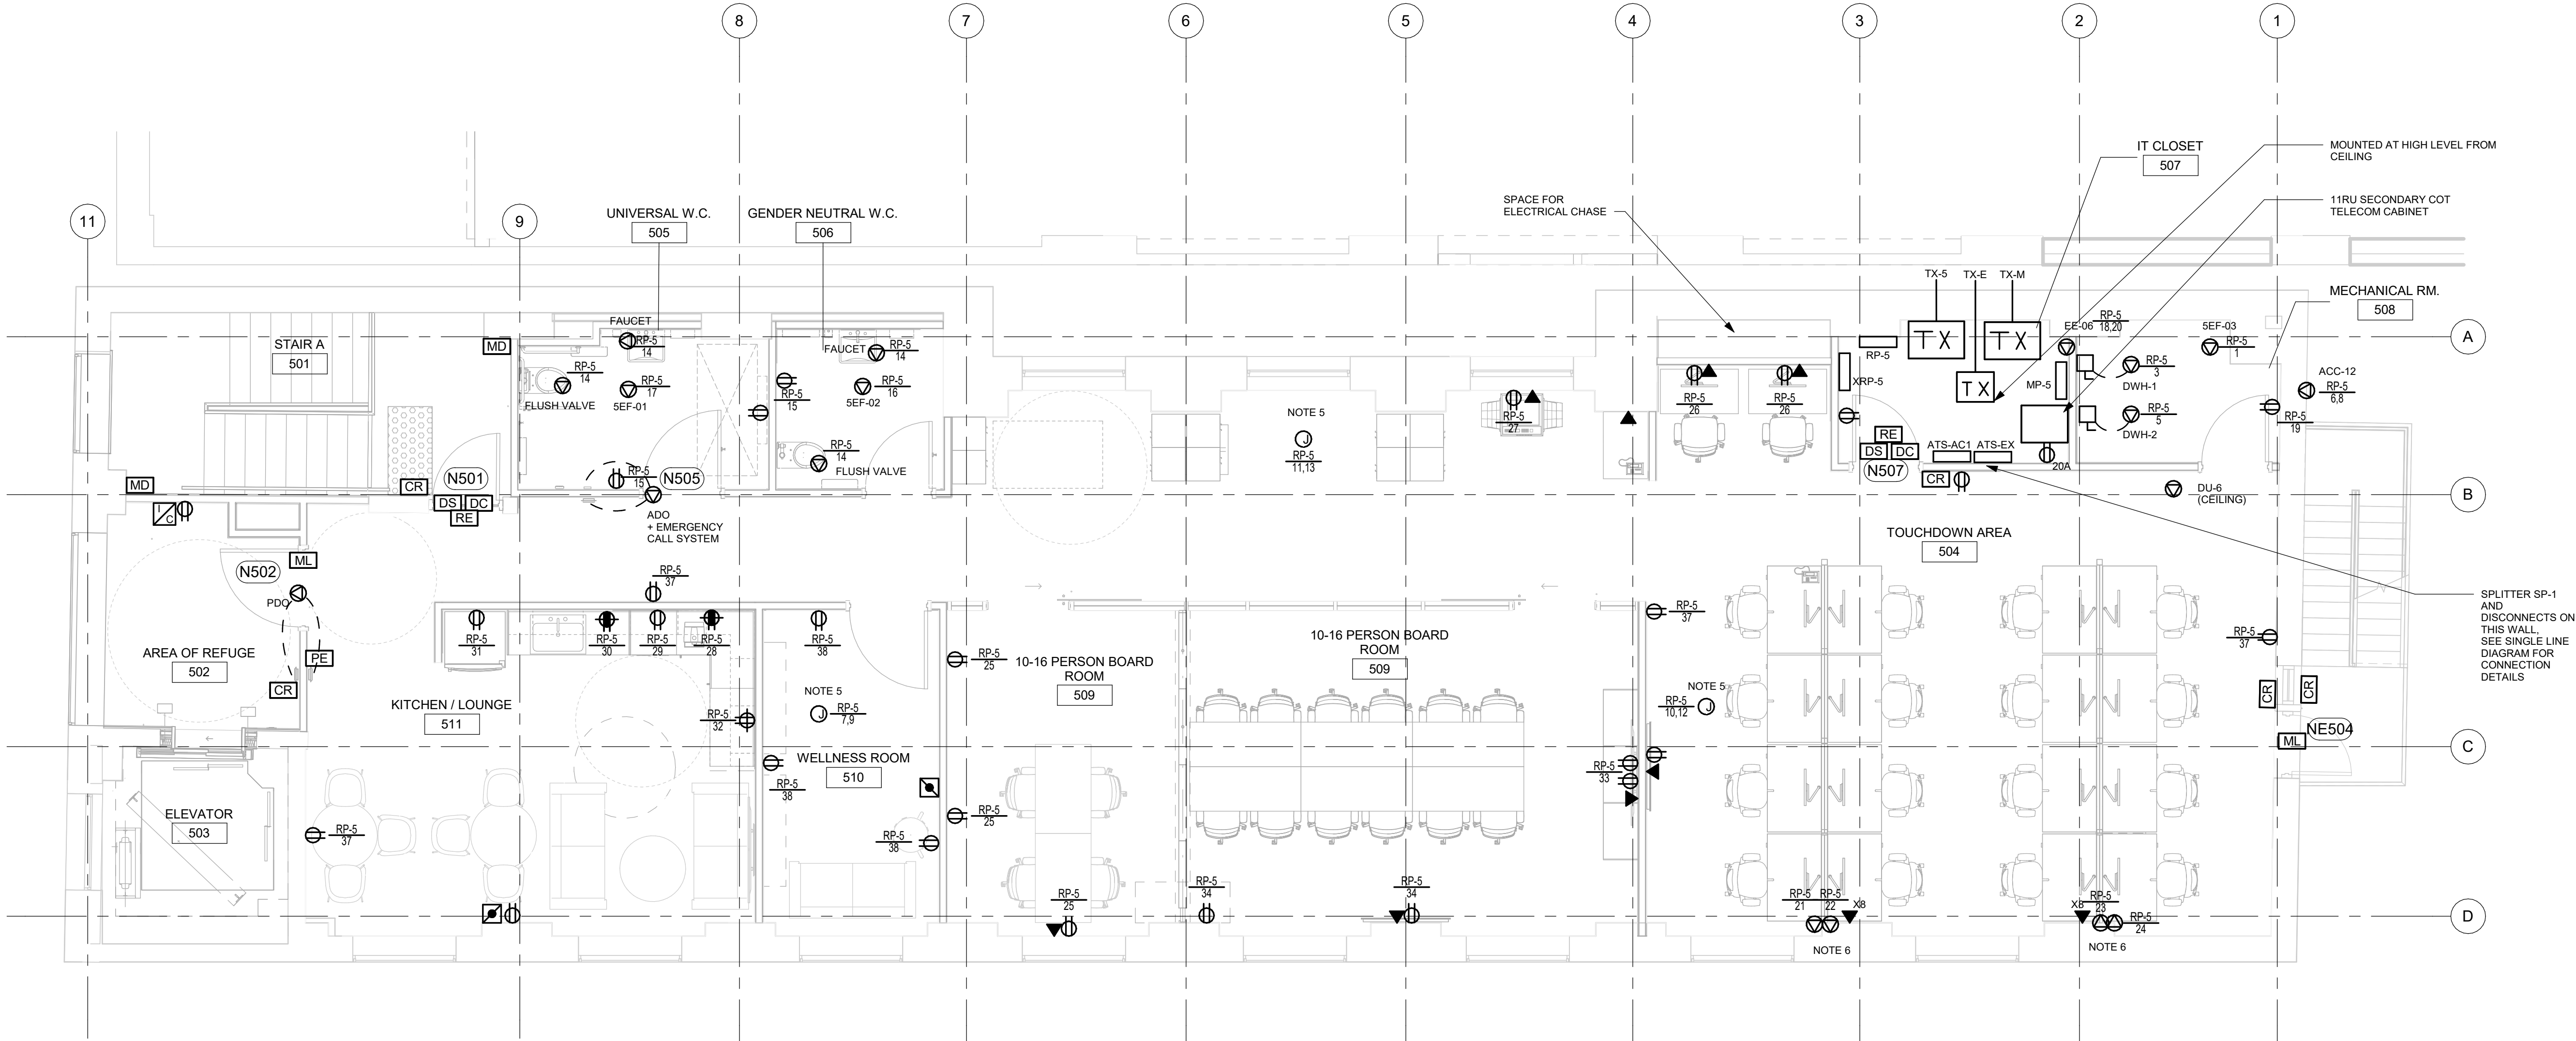 8
7
6
5
4
3
2
1
11
9
IT CLOSET
507
MOUNTED AT HIGH LEVEL FROM
CEILING
SPACE FOR
ELECTRICAL CHASE
11RU SECONDARY COT
TELECOM CABINET
UNIVERSAL W.C.
505
GENDER NEUTRAL W.C.
506
TX-5
TX-E
TX-M
MECHANICAL RM.
508
STAIR A
501
MD
FAUCET
RP-5
14
FAUCET
RP-5
14
RP-5
14
FLUSH VALVE
RP-5
17
5EF-01
RP-5
15
RP-5
16
5EF-02
RP-5
14
FLUSH VALVE
RP-5
15
N505
ADO
+ EMERGENCY
CALL SYSTEM
NOTE 5
J
RP-5
11,13
RP-5
27
RP-5
26
RP-5
26
RP-5
XRP-5
TX
TX
TX
MP-5
EE-06
RP-5
18,20
5EF-03
RP-5
1
RP-5
3
DWH-1
RP-5
5
DWH-2
ACC-12
RP-5
6,8
RP-5
19
A
RE
DS
DC
N507
ATS-AC1
ATS-EX
20A
CR
DU-6
(CEILING)
B
MD
CR
N501
DS
DC
RE
I
C
ML
N502
PDO
PE
CR
AREA OF REFUGE
502
RP-5
37
TOUCHDOWN AREA
504
SPLITTER SP-1
AND
DISCONNECTS ON
THIS WALL,
SEE SINGLE LINE
DIAGRAM FOR
CONNECTION
DETAILS
RP-5
31
RP-5
30
RP-5
29
RP-5
28
RP-5
38
RP-5
25
10-16 PERSON BOARD
ROOM
509
10-16 PERSON BOARD
ROOM
509
RP-5
37
RP-5
37
KITCHEN / LOUNGE
511
RP-5
32
NOTE 5
J
RP-5
7,9
NOTE 5
RP-5
10,12
J
CR
CR
NE504
ML
C
WELLNESS ROOM
510
RP-5
38
RP-5
33
ELEVATOR
503
RP-5
37
RP-5
38
RP-5
25
RP-5
25
RP-5
34
RP-5
34
RP-5
21
RP-5
22
X8
NOTE 6
X8
RP-5
23
RP-5
24
NOTE 6
D